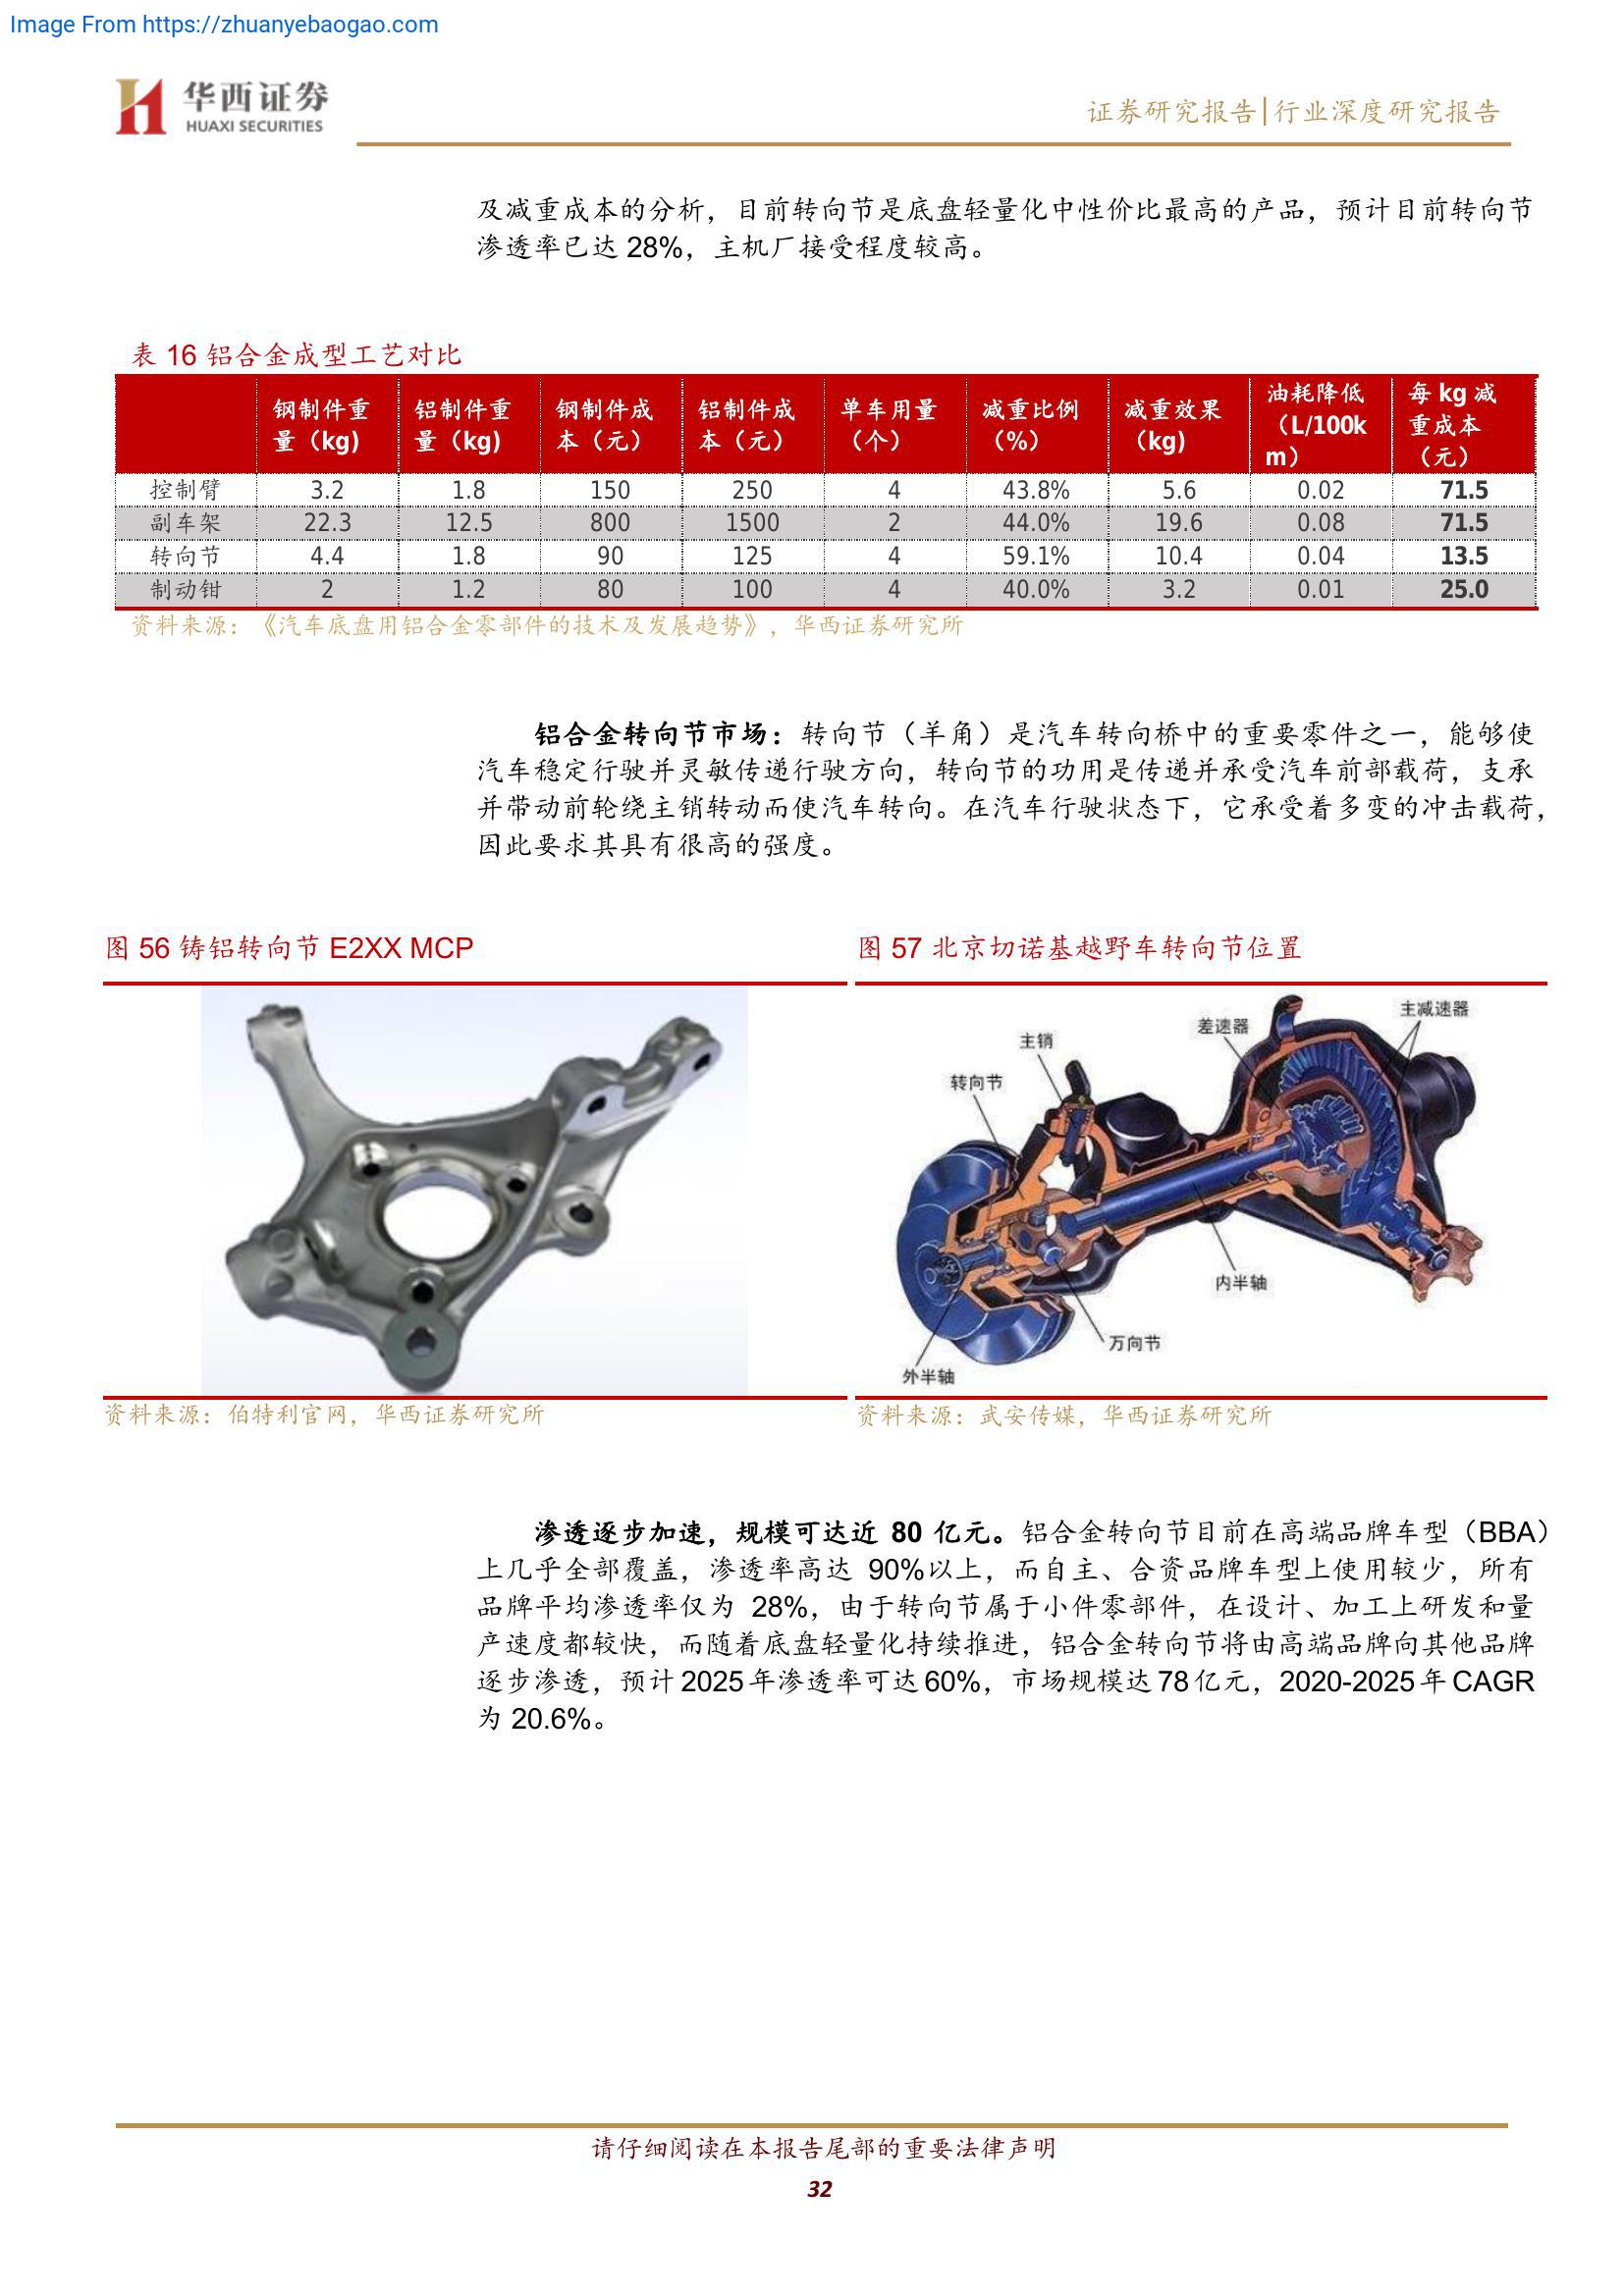 Image From https://zhuanyebaogao.com
华西证券
HUAXI SECURITIES
证券研究报告|行业深度研究报告
及减重成本的分析，目前转向节是底盘轻量化中性价比最高的产品，预计目前转向节
渗透率已达 28%，主机厂接受程度较高。
表 16 铝合金成型工艺对比
钢制件重量（kg) 铝制件重量（kg) 钢制件成本（元） 铝制件成本（元） 单车用量（个） 减重比例（%） 减重效果（kg) 油耗降低（L/100km） 每 kg 减重成本（元）
控制臂 3.2 1.8 150 250 4 43.8% 5.6 0.02 71.5
副车架 22.3 12.5 800 1500 2 44.0% 19.6 0.08 71.5
转向节 4.4 1.8 90 125 4 59.1% 10.4 0.04 13.5
制动钳 2 1.2 80 100 4 40.0% 3.2 0.01 25.0
资料来源：《汽车底盘用铝合金零部件的技术及发展趋势》，华西证券研究所
铝合金转向节市场：转向节（羊角）是汽车转向桥中的重要零件之一，能够使
汽车稳定行驶并灵敏传递行驶方向，转向节的功用是传递并承受汽车前部载荷，支承
并带动前轮绕主销转动而使汽车转向。在汽车行驶状态下，它承受着多变的冲击载荷，
因此要求其具有很高的强度。
图 56 铸铝转向节 E2XX MCP
图 57 北京切诺基越野车转向节位置
主减速器
差速器
主销
转向节
内半轴
万向节
外半轴
资料来源：伯特利官网，华西证券研究所
资料来源：武安传媒，华西证券研究所
渗透逐步加速，规模可达近 80 亿元。铝合金转向节目前在高端品牌车型（BBA）
上几乎全部覆盖，渗透率高达 90%以上，而自主、合资品牌车型上使用较少，所有
品牌平均渗透率仅为 28%，由于转向节属于小件零部件，在设计、加工上研发和量
产速度都较快，而随着底盘轻量化持续推进，铝合金转向节将由高端品牌向其他品牌
逐步渗透，预计 2025 年渗透率可达 60%，市场规模达 78 亿元，2020-2025 年 CAGR
为 20.6%。
请仔细阅读在本报告尾部的重要法律声明
32